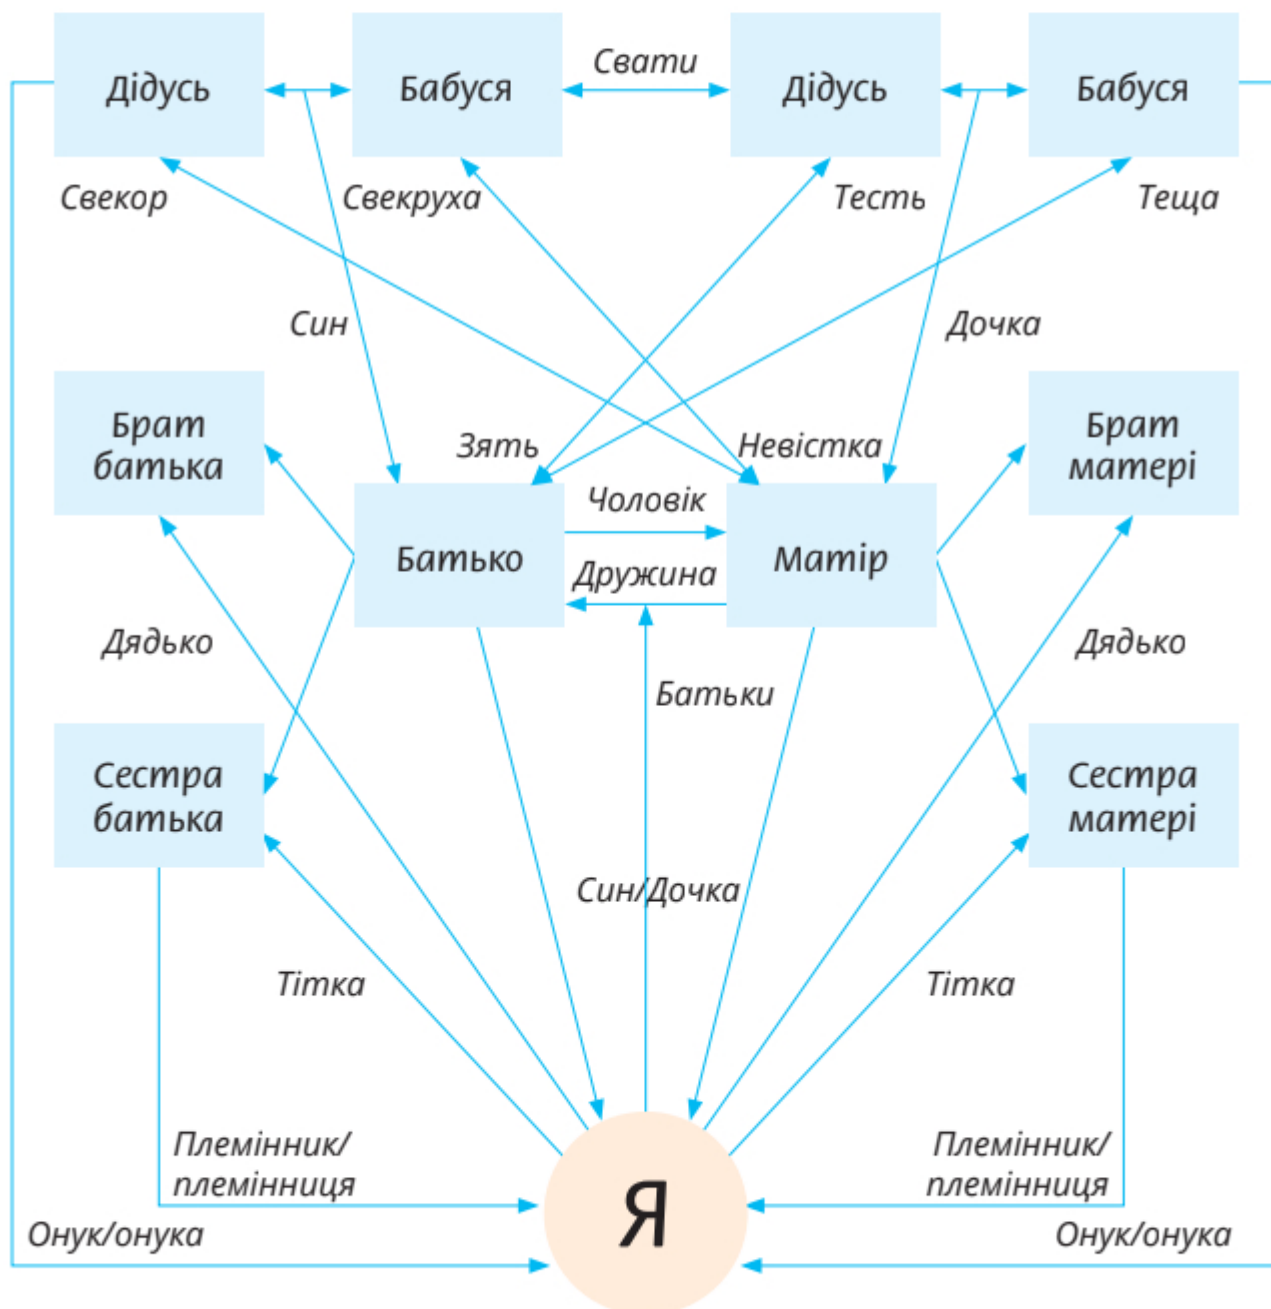 Свати
Дідусь
Бабуся
Дідусь
Бабуся
Свекор
Свекруха
Тесть
Теща
Син
Дочка
Брат
батька
Зять
Невістка
Брат
матері
Чоловік
Батько
Матір
Дружина
Дядько
Дядько
Батьки
Сестра
батька
Сестра
матері
Син/Дочка
Тітка
Тітка
Племінник/
племінниця
Племінник/
племінниця
Я
Онук/онука
Онук/онука